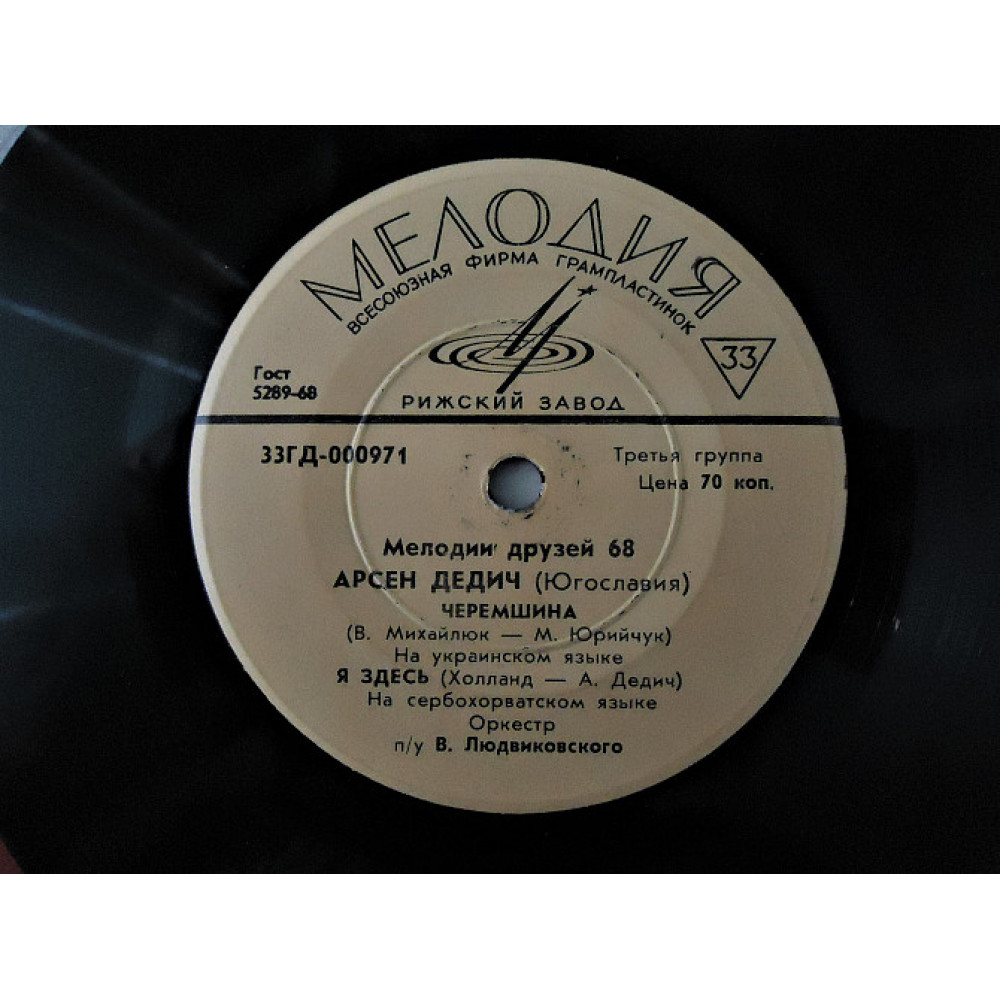 МЕЛОДИЯ
ВСЕСОЮЗНАЯ ФИРМА ГРАМПЛАСТИНОК
33
Гост
5289-68
РИЖСКИЙ ЗАВОД
33ГД-000971
Третья группа
Цена 70 коп.
Мелодии друзей 68
АРСЕН ДЕДИЧ (Югославия)
ЧЕРЕМШИНА
(В. Михайлюк — М. Юрийчук)
На украинском языке
Я ЗДЕСЬ (Холланд — А. Дедич)
На сербохорватском языке
Оркестр
п/у В. Людвиковского